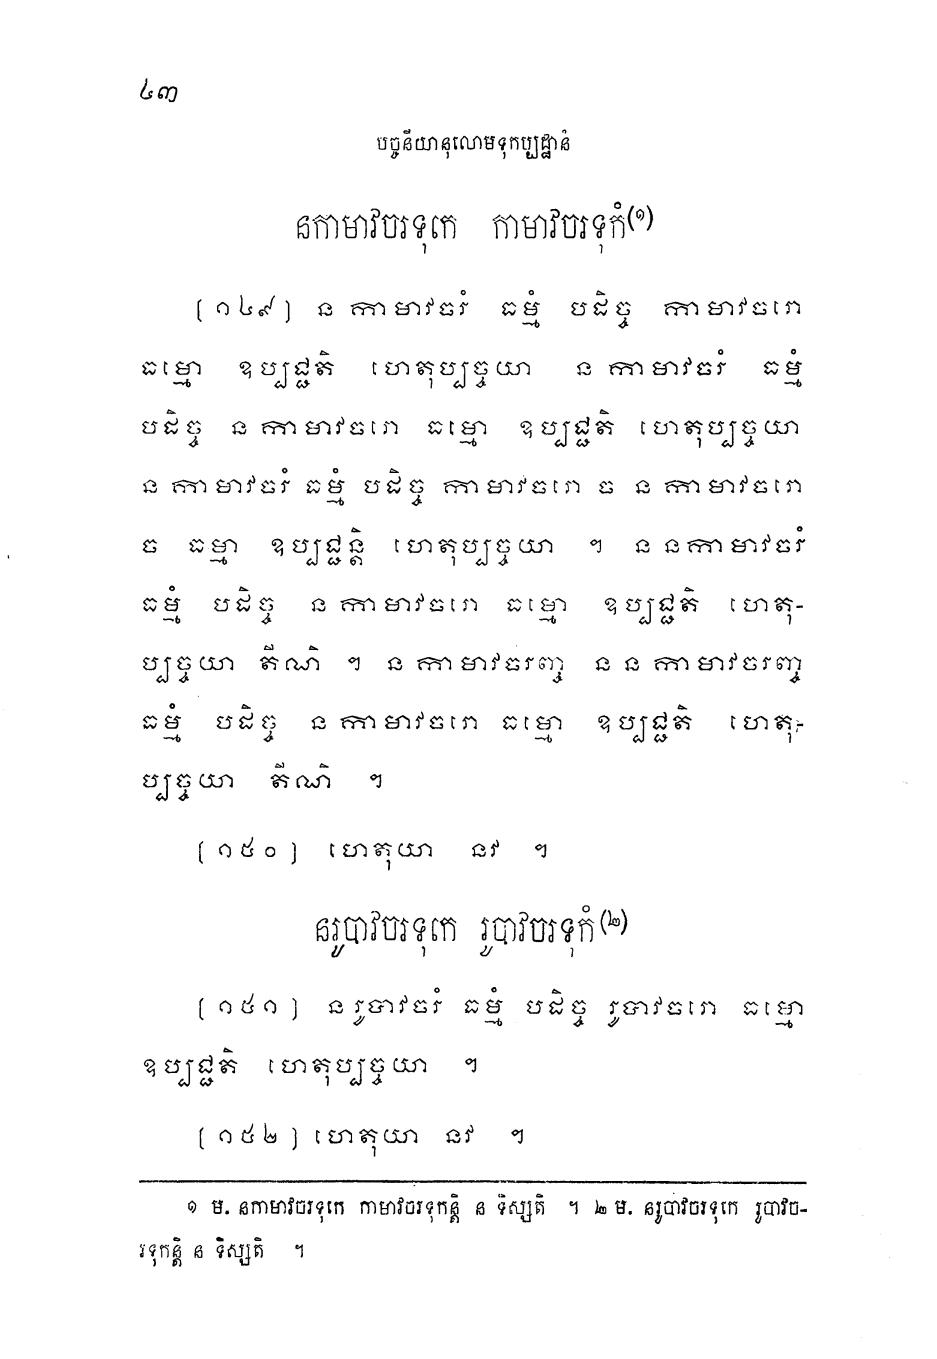 ៤៣
បច្ចនីយានុលោមទុកប្បដ្ឋានំ
នកាមាវចរទុកេ កាមាវចរទុកំ(១)
[១៤៩] ន កាមាវចរំ ធម្មំ បដិច្ច កាមាវចរោ
ធម្មោ ឧប្បជ្ជតិ ហេតុប្បច្ចយា ន កាមាវចរំ ធម្មំ
បដិច្ច ន កាមាវចរោ ធម្មោ ឧប្បជ្ជតិ ហេតុប្បច្ចយា
ន កាមាវចរំ ធម្មំ បដិច្ច កាមាវចរោ ច ន កាមាវចរោ
ច ធម្មា ឧប្បជ្ជន្តិ ហេតុប្បច្ចយា ។ ន នកាមាវចរំ
ធម្មំ បដិច្ច ន កាមាវចរោ ធម្មោ ឧប្បជ្ជតិ ហេតុ-
ប្បច្ចយា តីណិ ។ ន កាមាវចរញ្ច ន ន កាមាវចរញ្ច
ធម្មំ បដិច្ច ន កាមាវចរោ ធម្មោ ឧប្បជ្ជតិ ហេតុ-
ប្បច្ចយា តីណិ ។
[១៥០] ហេតុយា នវ ។
នរូបាវចរទុកេ រូបាវចរទុកំ(២)
[១៥១] ន រូបាវចរំ ធម្មំ បដិច្ច រូបាវចរោ ធម្មោ
ឧប្បជ្ជតិ ហេតុប្បច្ចយា ។
[១៥២] ហេតុយា នវ ។
១ ម. នកាមាវចរទុកេ កាមាវចរទុកន្តិ ន ទិស្សតិ ។ ២ ម. នរូបាវចរទុកេ រូបាវច-
រទុកន្តិ ន ទិស្សតិ ។